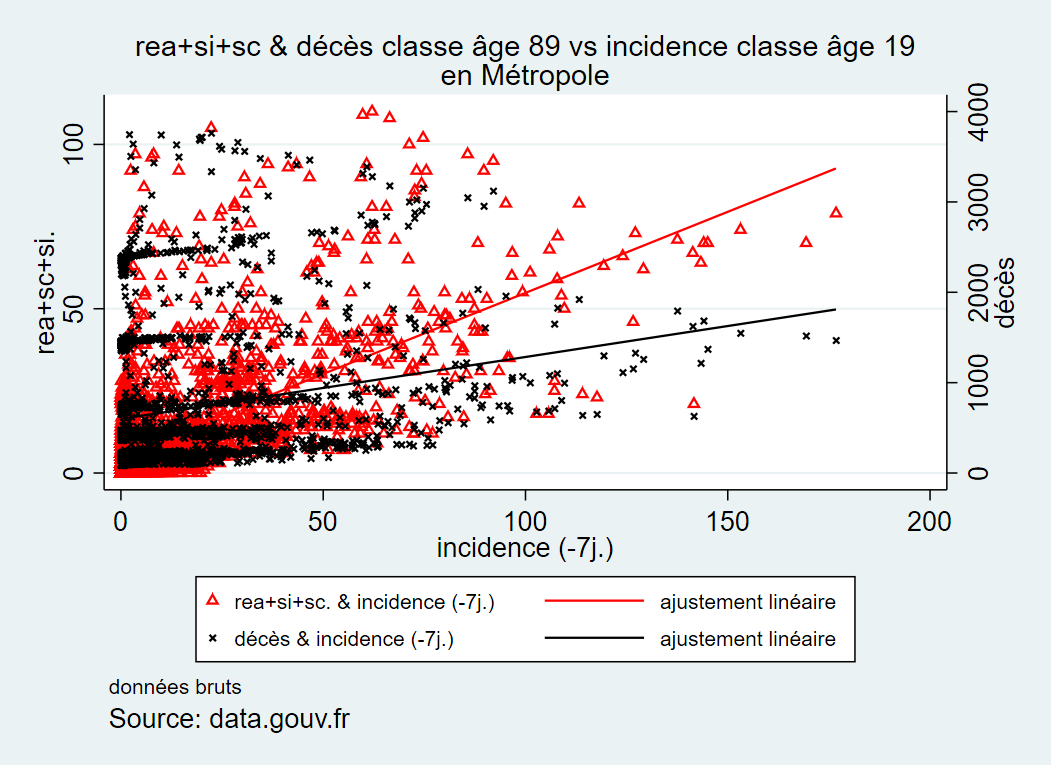 rea+si+sc & décès classe âge 89 vs incidence classe âge 19
en Métropole
rea+sc+si.
100
50
0
4000
3000
2000
1000
0
décès
0 50 100 150 200
incidence (-7j.)
rea+si+sc. & incidence (-7j.) ajustement linéaire
décès & incidence (-7j.) ajustement linéaire
données bruts
Source: data.gouv.fr